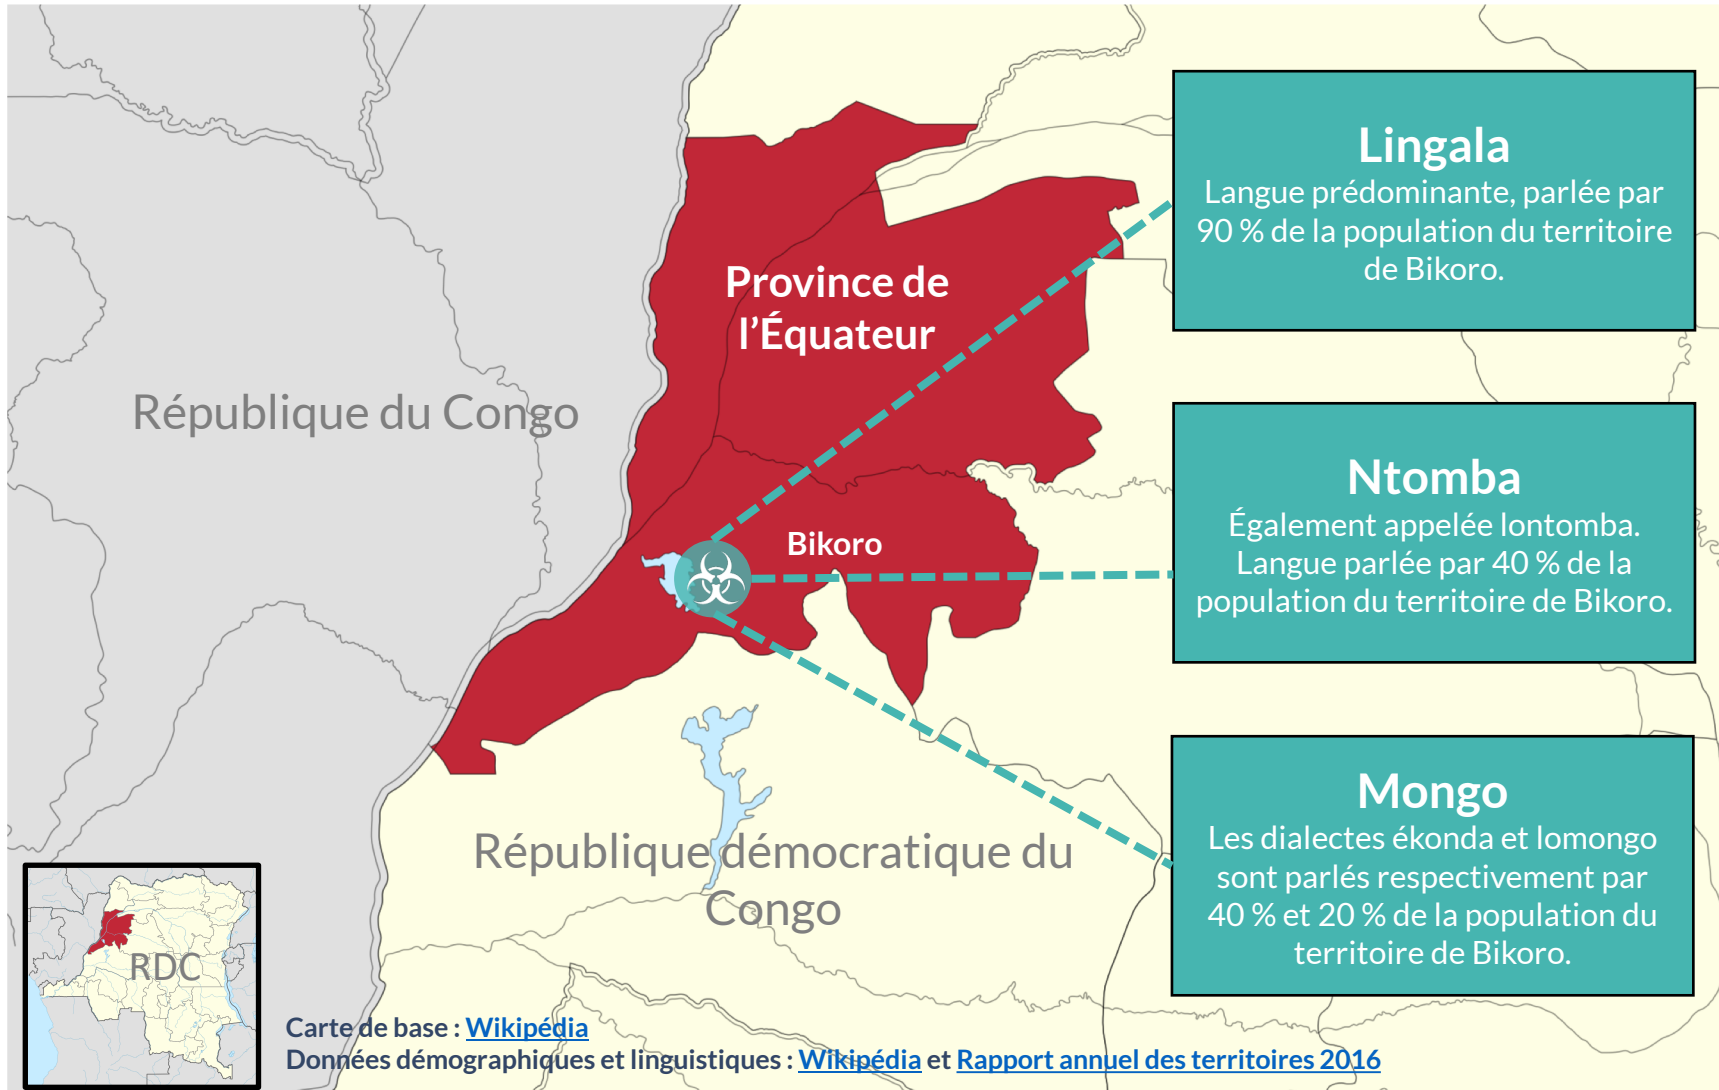 Lingala
Langue prédominante, parlée par
90 % de la population du territoire
de Bikoro.
Province de
l’Équateur
République du Congo
Ntomba
Également appelée lontomba.
Langue parlée par 40 % de la
population du territoire de Bikoro.
Bikoro
Mongo
Les dialectes ékonda et lomongo
sont parlés respectivement par
40 % et 20 % de la population du
territoire de Bikoro.
République démocratique du
Congo
RDC
Carte de base : Wikipédia
Données démographiques et linguistiques : Wikipédia et Rapport annuel des territoires 2016